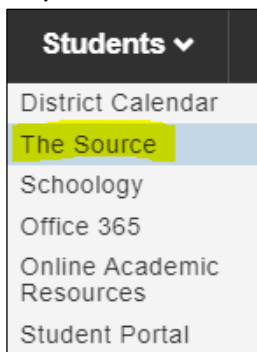 Students
District Calendar
The Source
Schoology
Office 365
Online Academic
Resources
Student Portal